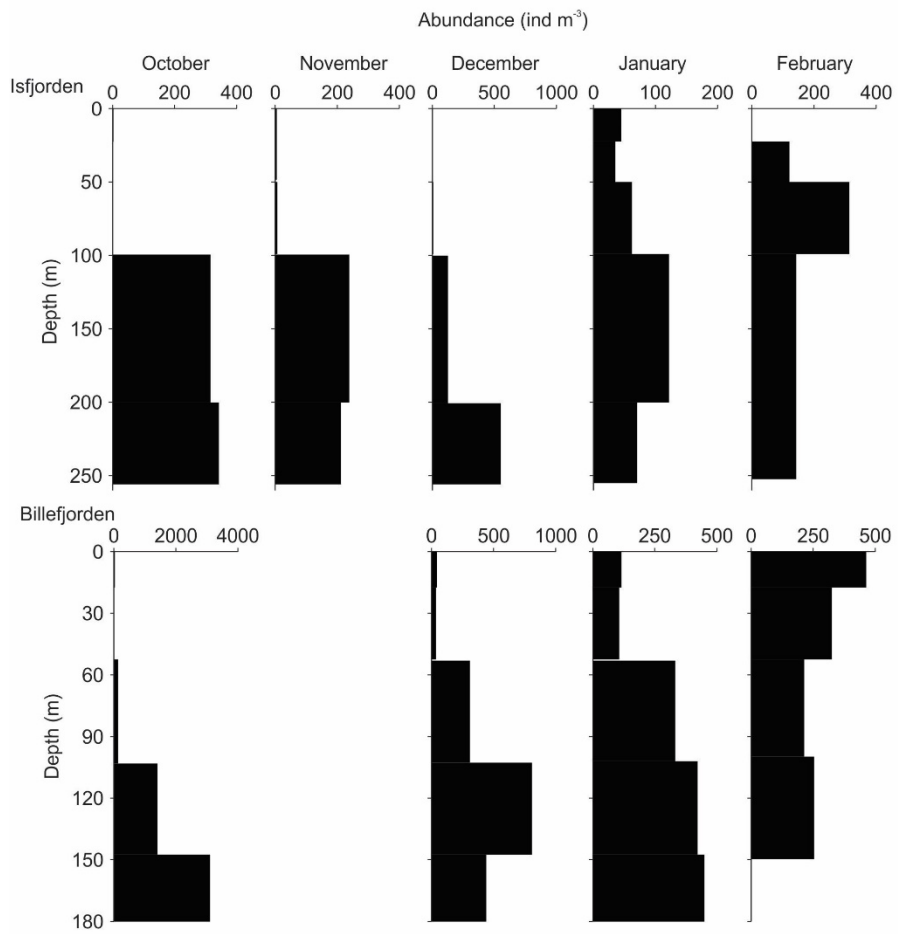 Abundance (ind m⁻³)
October November December January February
Isfjorden
0 200 400 0 200 400 0 500 1000 0 100 200 0 200 400
0
50
100
150
200
250
Depth (m)
Billefjorden
0 2000 4000 0 500 1000 0 250 500 0 250 500
0
30
60
90
120
150
180
Depth (m)